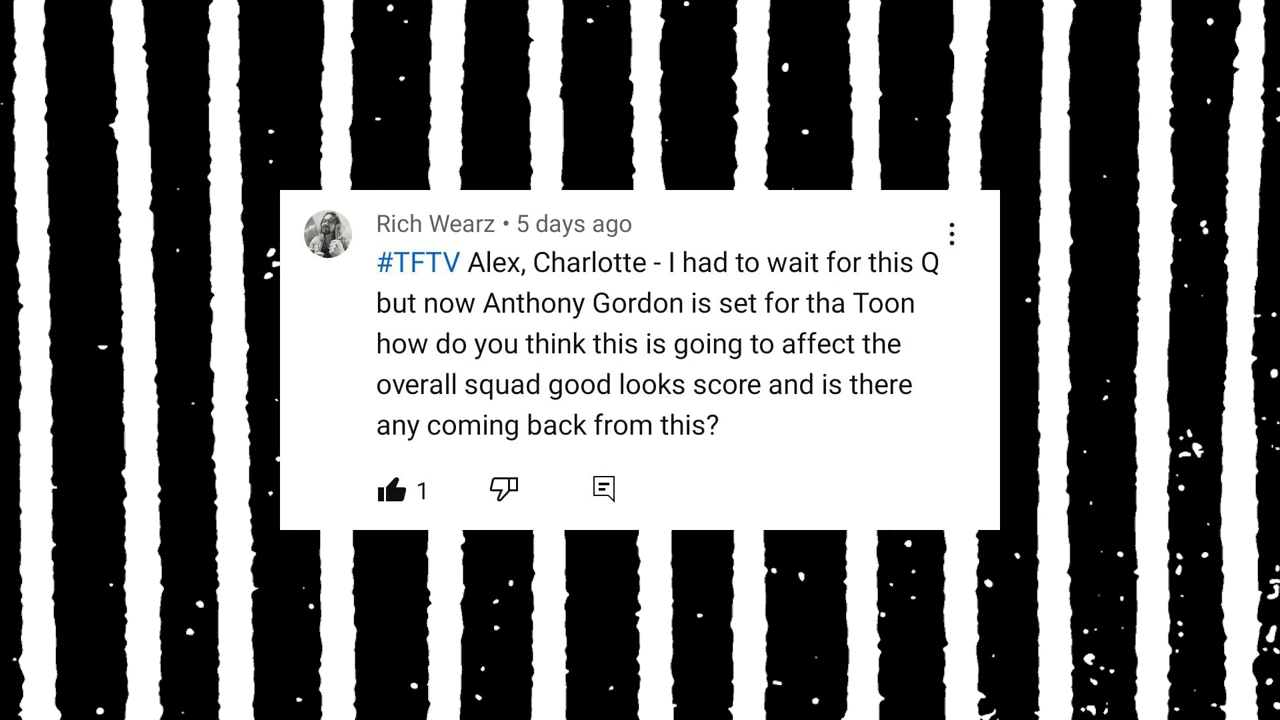 Rich Wearz • 5 days ago
#TFTV Alex, Charlotte - I had to wait for this Q
but now Anthony Gordon is set for tha Toon
how do you think this is going to affect the
overall squad good looks score and is there
any coming back from this?
1